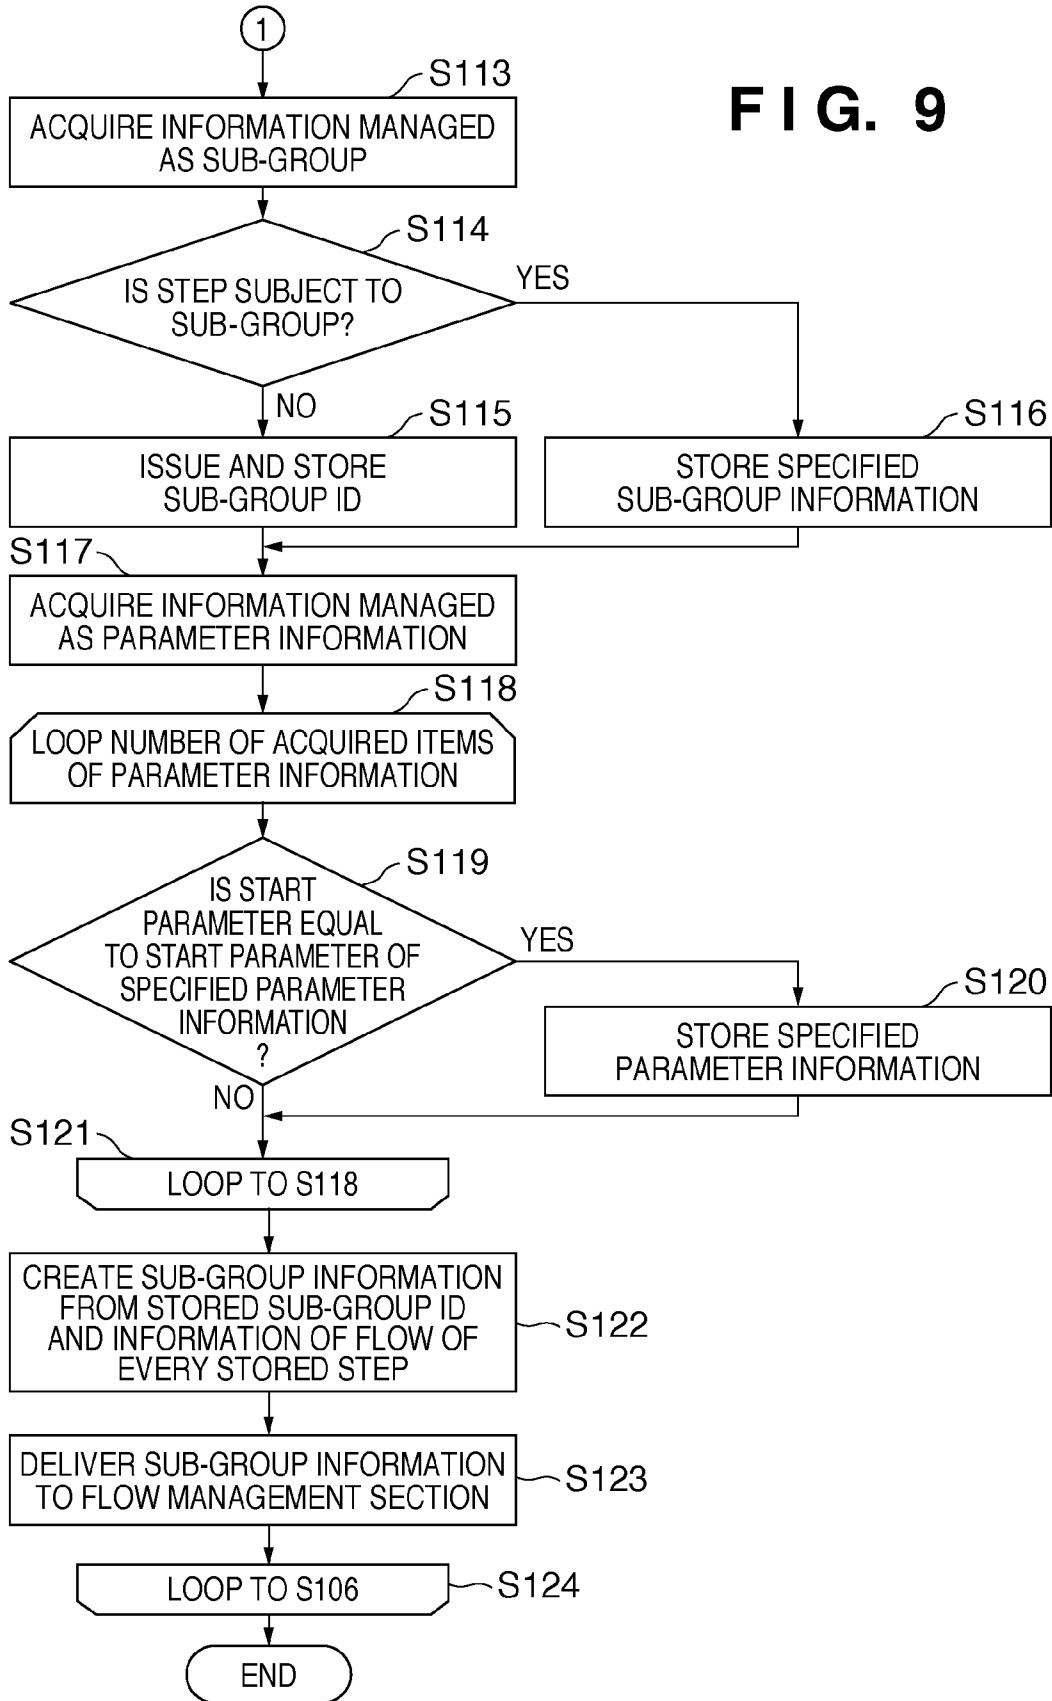 1
S113
FIG. 9
ACQUIRE INFORMATION MANAGED
AS SUB-GROUP
S114
IS STEP SUBJECT TO
SUB-GROUP?
YES
NO
S115
ISSUE AND STORE
SUB-GROUP ID
S116
STORE SPECIFIED
SUB-GROUP INFORMATION
S117
ACQUIRE INFORMATION MANAGED
AS PARAMETER INFORMATION
S118
LOOP NUMBER OF ACQUIRED ITEMS
OF PARAMETER INFORMATION
S119
IS START
PARAMETER EQUAL
TO START PARAMETER OF
SPECIFIED PARAMETER
INFORMATION
?
YES
S120
STORE SPECIFIED
PARAMETER INFORMATION
NO
S121
LOOP TO S118
CREATE SUB-GROUP INFORMATION
FROM STORED SUB-GROUP ID
AND INFORMATION OF FLOW OF
EVERY STORED STEP
S122
DELIVER SUB-GROUP INFORMATION
TO FLOW MANAGEMENT SECTION
S123
LOOP TO S106
S124
END